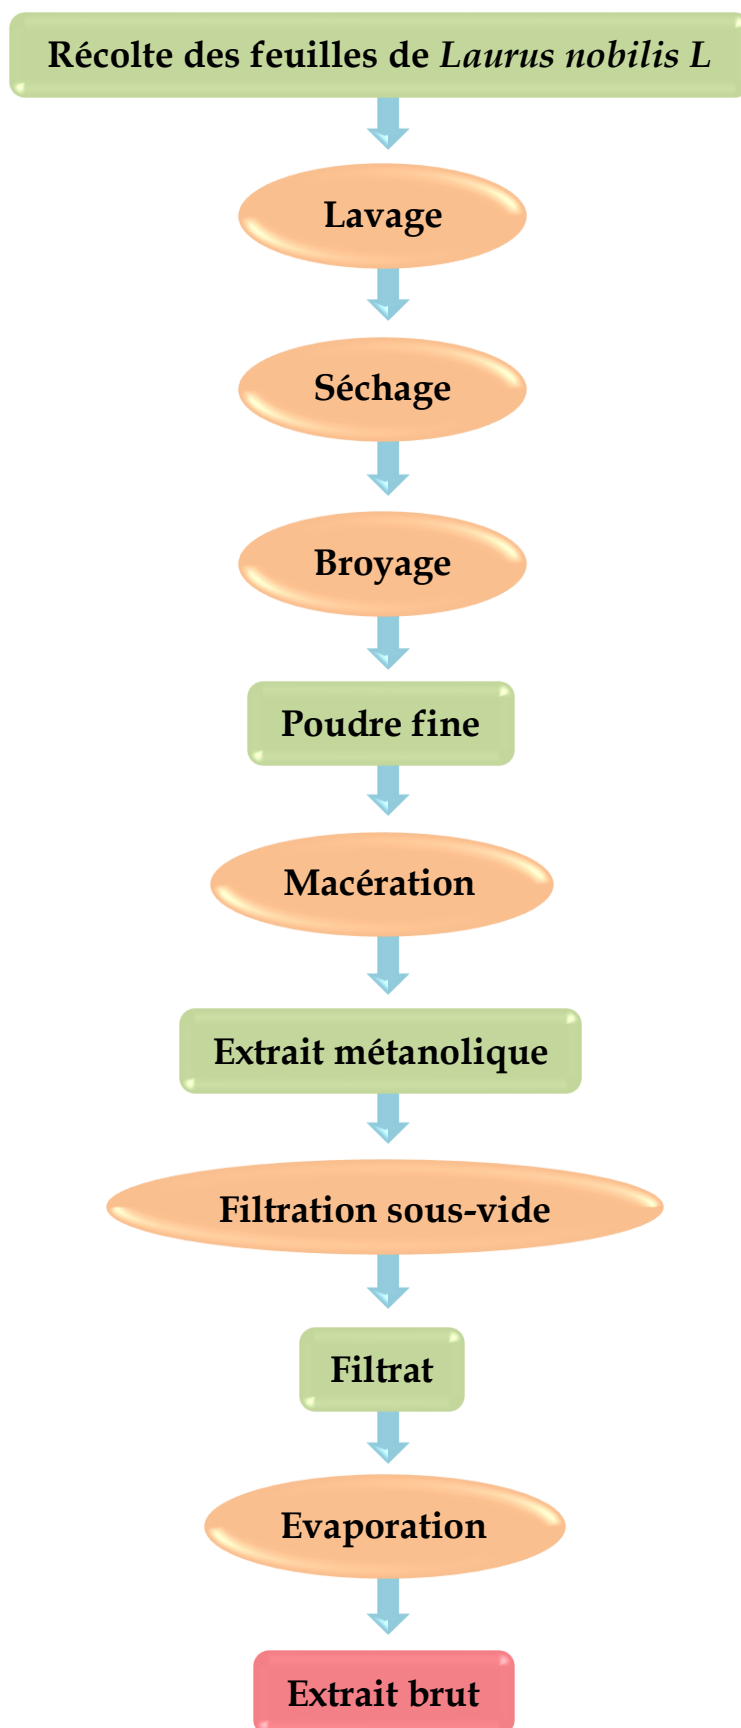 Récolte des feuilles de Laurus nobilis L
Lavage
Séchage
Broyage
Poudre fine
Macération
Extrait métanolique
Filtration sous-vide
Filtrat
Evaporation
Extrait brut